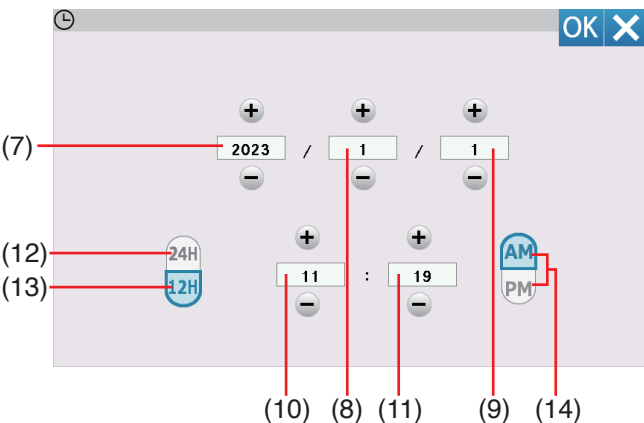 OK
(7) 2023 / 1 / 1
(12) 24H
(13) 12H
11 : 19
AM
PM
(10) (8) (11) (9) (14)